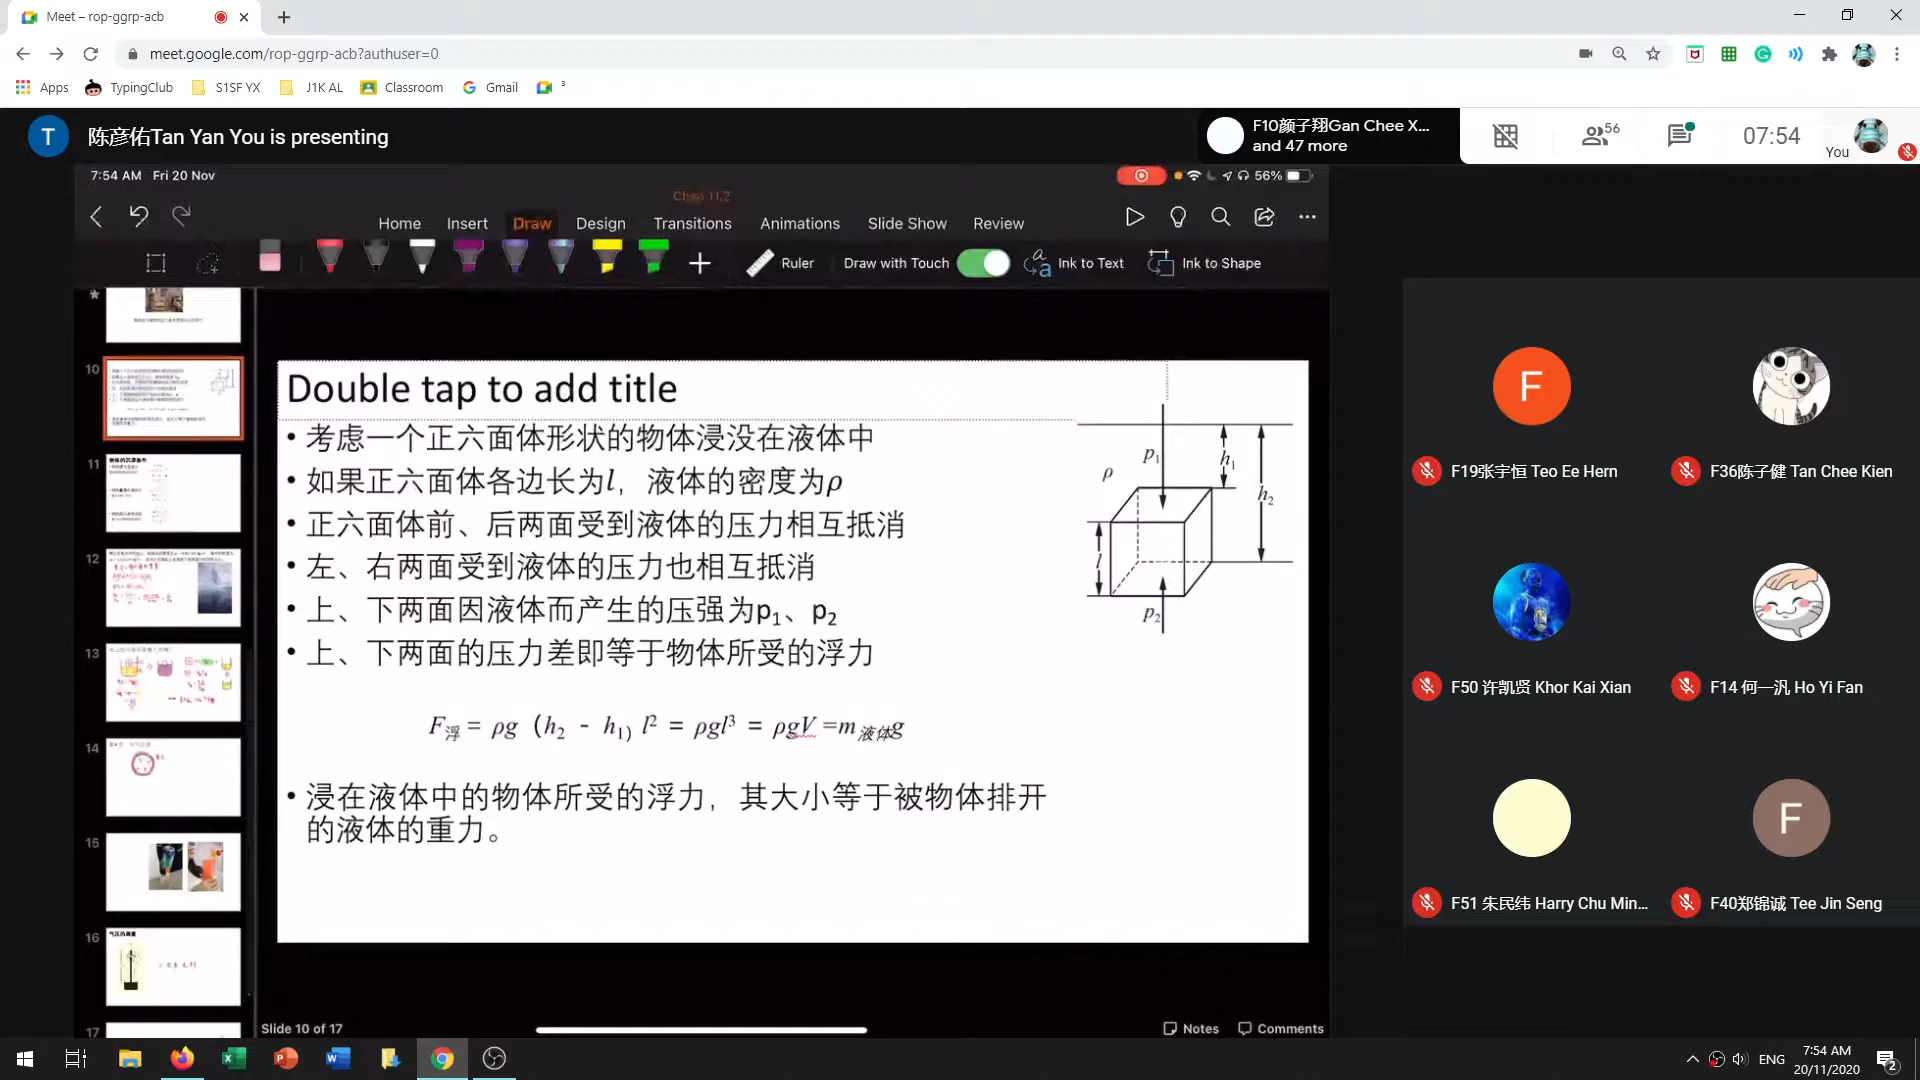 Meet – rop-ggrp-acb
meet.google.com/rop-ggrp-acb?authuser=0
Apps TypingClub S1SF YX J1K AL Classroom Gmail 3
T 陈彦佑Tan Yan You is presenting
F10颜子翔Gan Chee X...
and 47 more
56
07:54
You
7:54 AM Fri 20 Nov
56%
Chap 11.2
Home Insert Draw Design Transitions Animations Slide Show Review
Ruler Draw with Touch Ink to Text Ink to Shape
10
11
12
13
14
15
16
气压的测量
17
Double tap to add title
• 考虑一个正六面体形状的物体浸没在液体中
• 如果正六面体各边长为l，液体的密度为ρ
• 正六面体前、后两面受到液体的压力相互抵消
• 左、右两面受到液体的压力也相互抵消
• 上、下两面因液体而产生的压强为p₁、p₂
• 上、下两面的压力差即等于物体所受的浮力
F浮 = ρg（h₂ - h₁) l² = ρgl³ = ρgV =m液体g
• 浸在液体中的物体所受的浮力，其大小等于被物体排开
的液体的重力。
p₁
ρ
h₁
h₂
l
p₂
Slide 10 of 17
Notes Comments
F
F19张宇恒 Teo Ee Hern
F36陈子健 Tan Chee Kien
F50 许凯贤 Khor Kai Xian
F14 何一汎 Ho Yi Fan
F
F51 朱民纬 Harry Chu Min...
F40郑锦诚 Tee Jin Seng
ENG
7:54 AM
20/11/2020
2